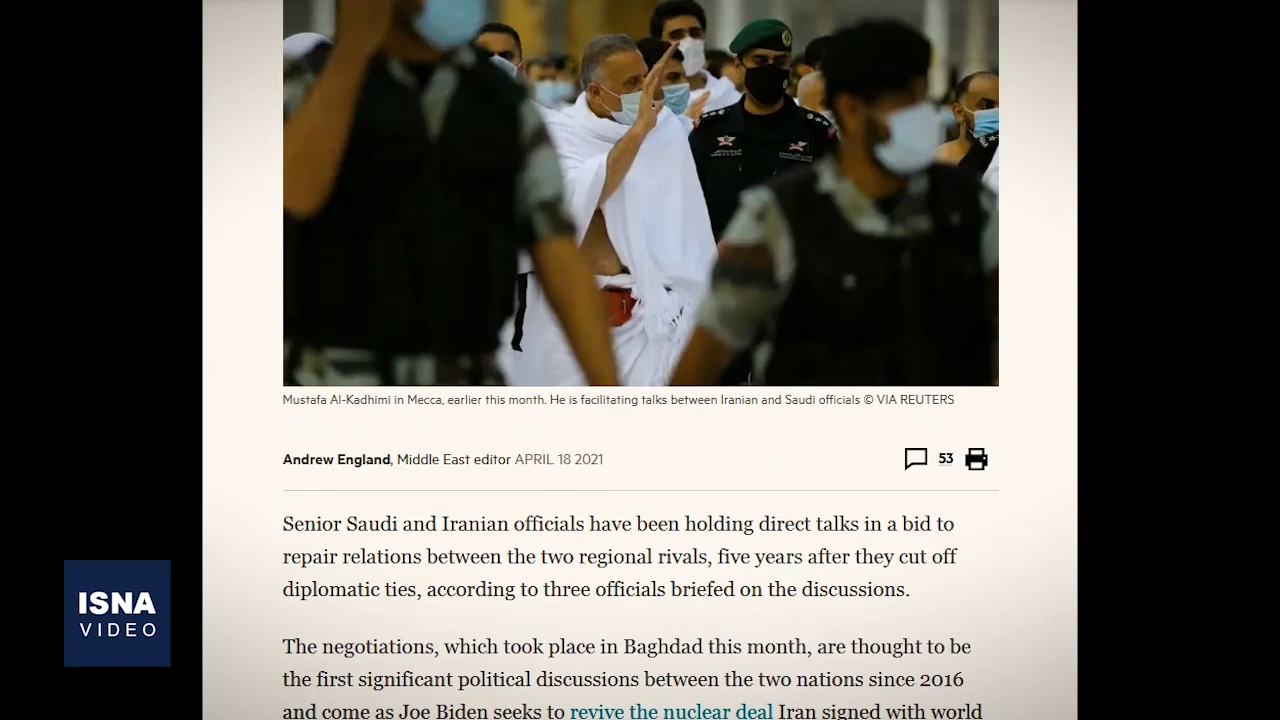 Mustafa Al-Kadhimi in Mecca, earlier this month. He is facilitating talks between Iranian and Saudi officials © VIA REUTERS
Andrew England, Middle East editor APRIL 18 2021
53
Senior Saudi and Iranian officials have been holding direct talks in a bid to
repair relations between the two regional rivals, five years after they cut off
diplomatic ties, according to three officials briefed on the discussions.
ISNA
VIDEO
The negotiations, which took place in Baghdad this month, are thought to be
the first significant political discussions between the two nations since 2016
and come as Joe Biden seeks to revive the nuclear deal Iran signed with world